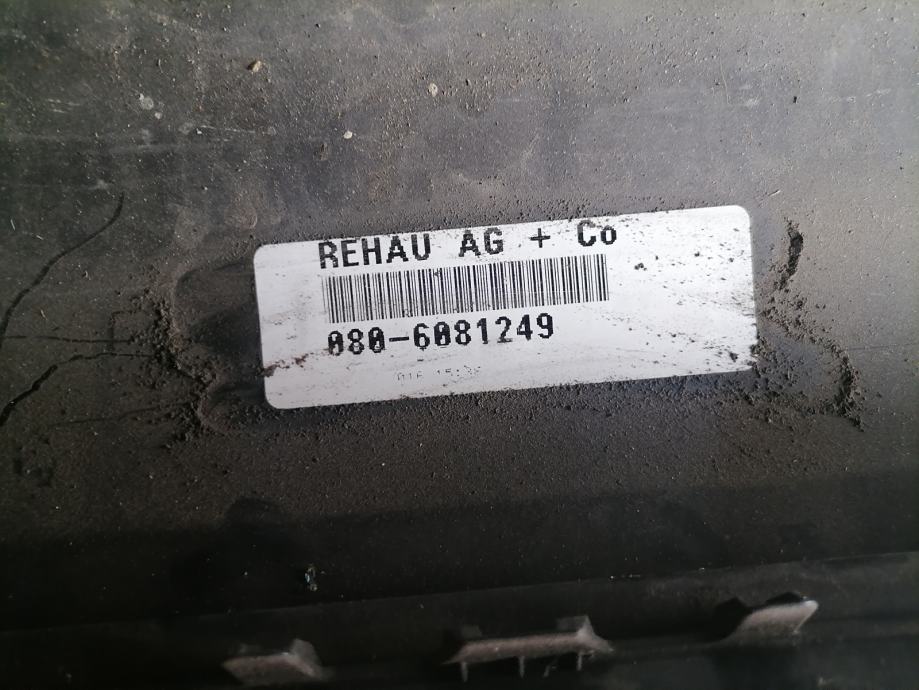 REHAU AG + Co
080-6081249